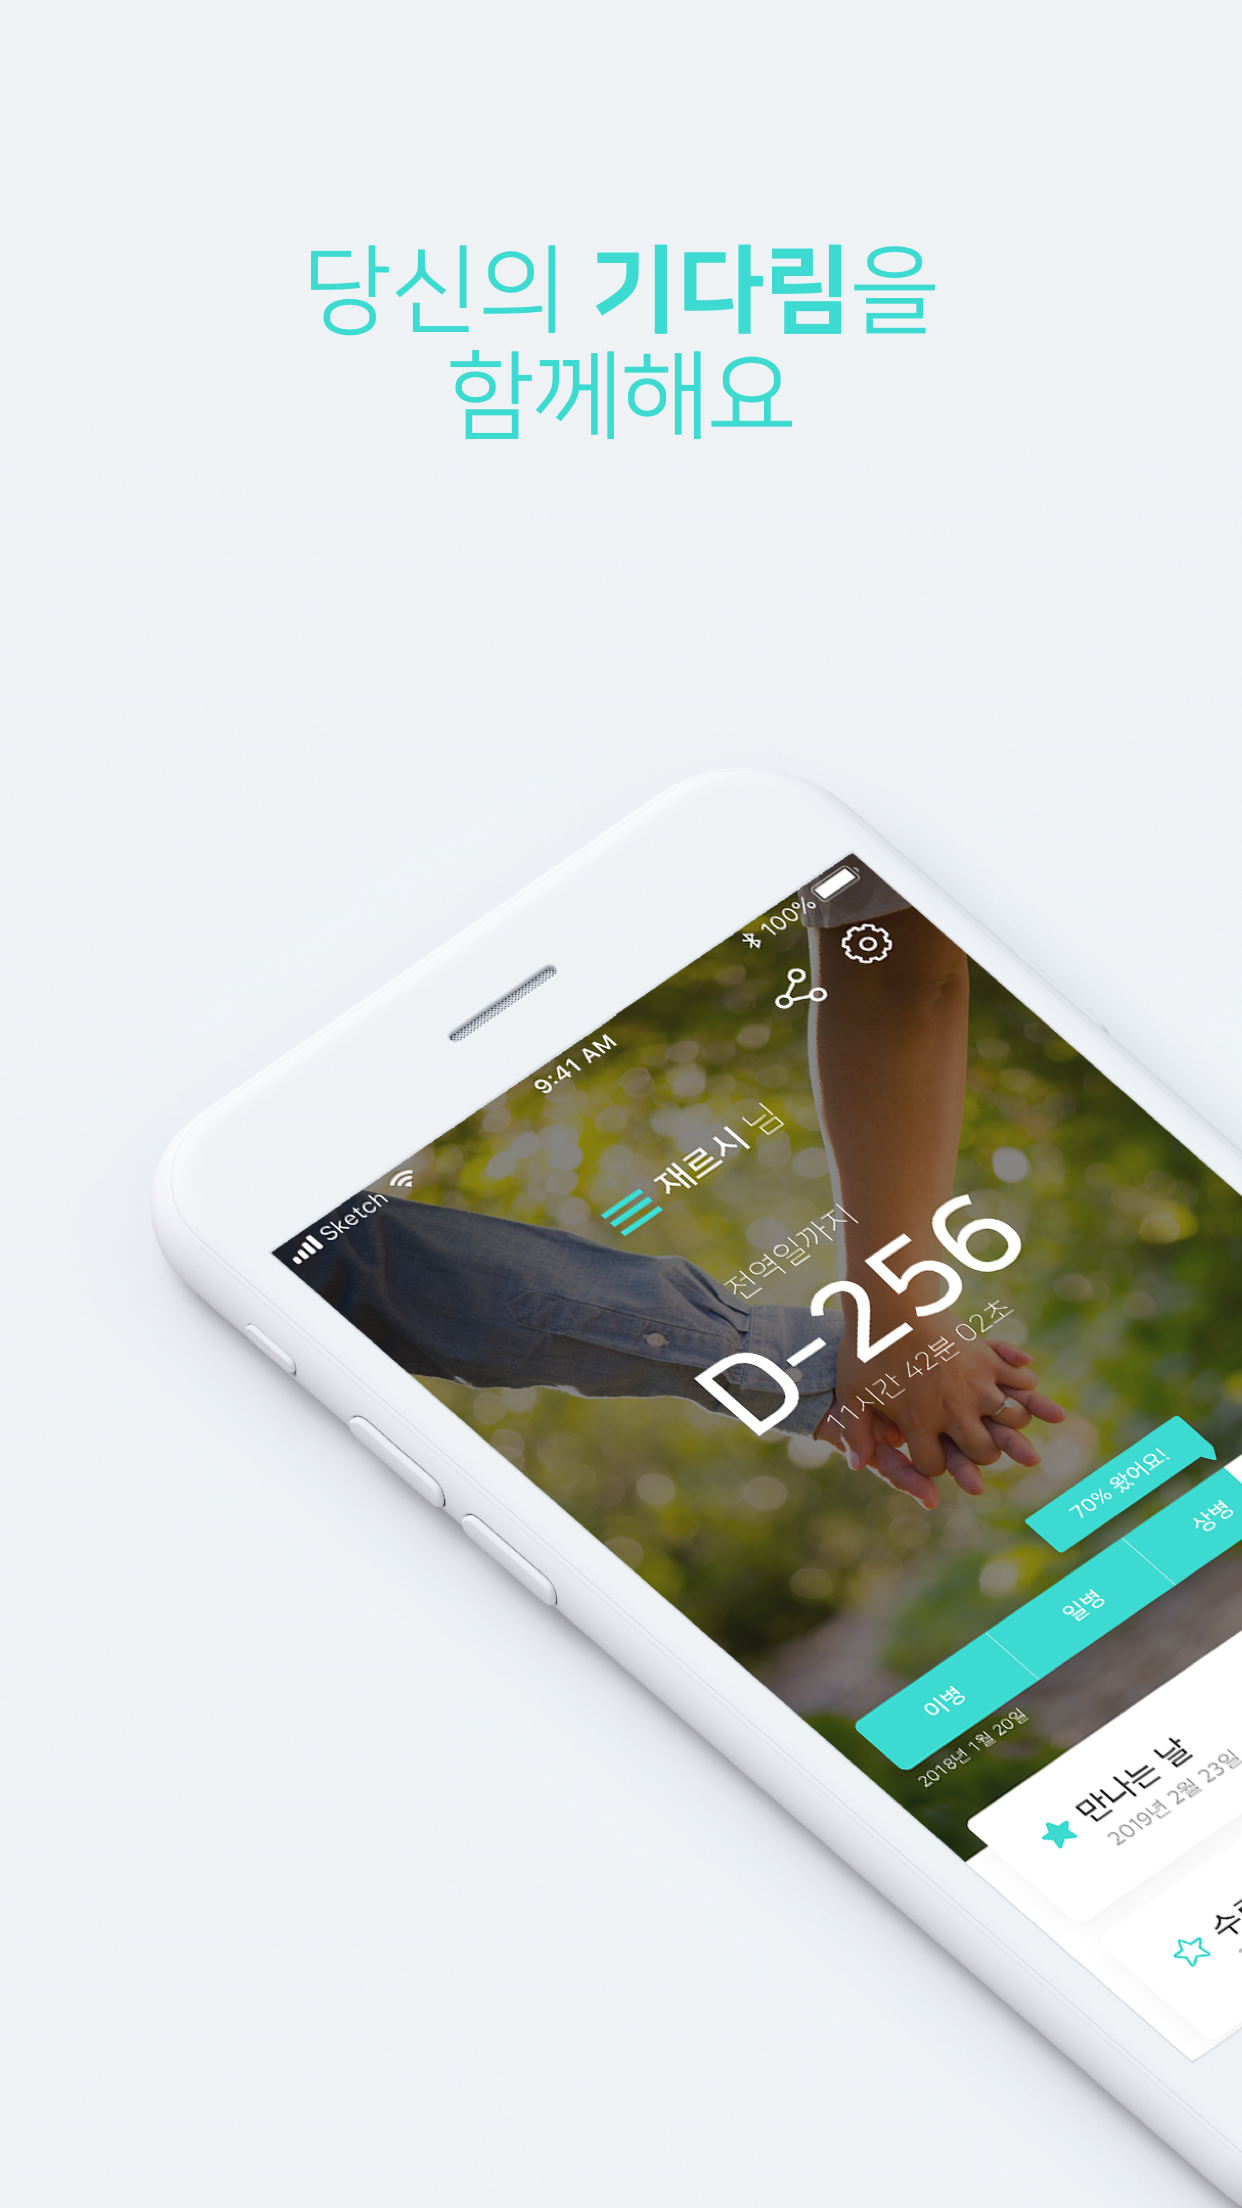 당신의 기다림을
함께해요
Sketch
9:41 AM
100%
재르시 님
전역일까지
D-256
11시간 42분 02초
70% 왔어요!
이병
일병
상병
2018년 1월 20일
만나는 날
2019년 2월 23일